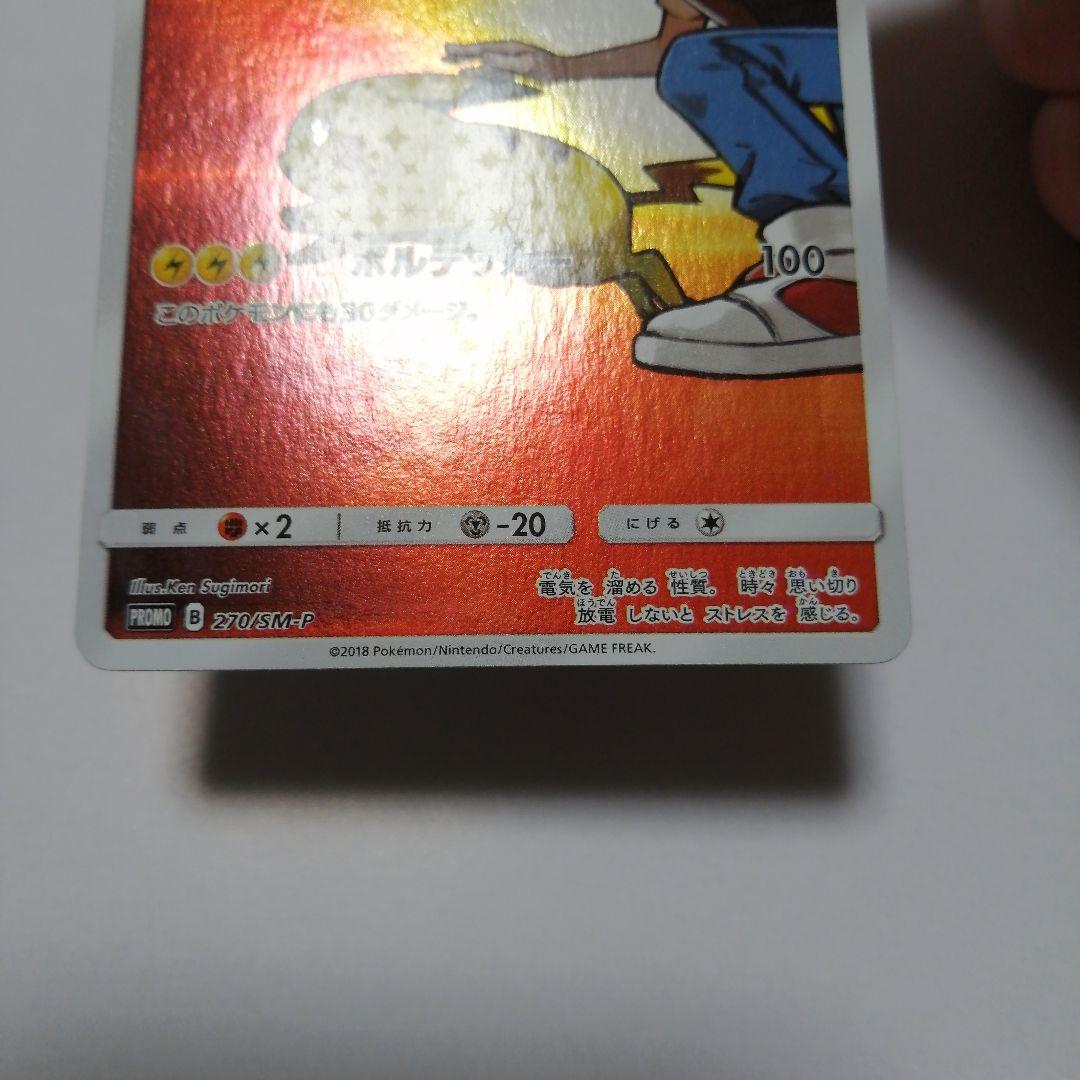 ボルテッカー 100
このポケモンにも30ダメージ。
弱点 ×2 抵抗力 -20 にげる
Illus.Ken Sugimori
PROMO B 270/SM-P
電気を溜める性質。 時々思い切り
放電しないと ストレスを感じる。
©2018 Pokémon/Nintendo/Creatures/GAME FREAK.